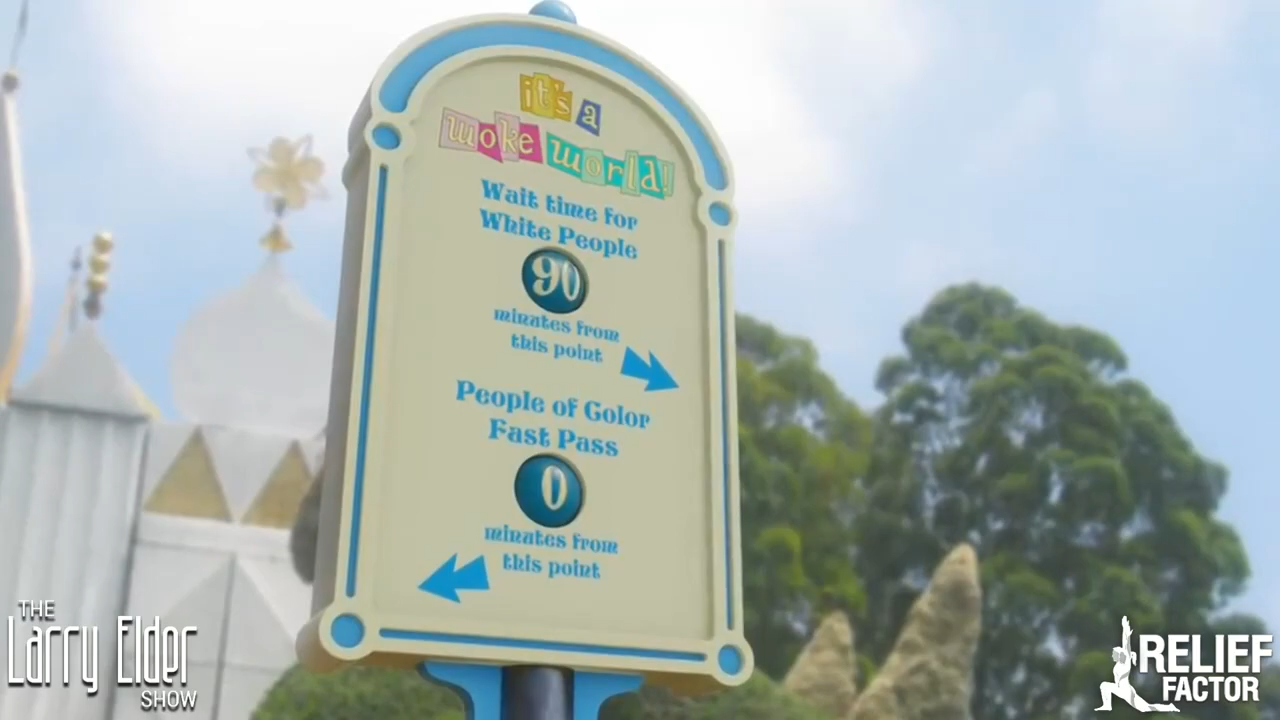 it's a
woke world!
Wait time for
White People
90
minutes from
this point
People of Color
Fast Pass
0
minutes from
this point
THE
Larry Elder
SHOW
RELIEF
FACTOR